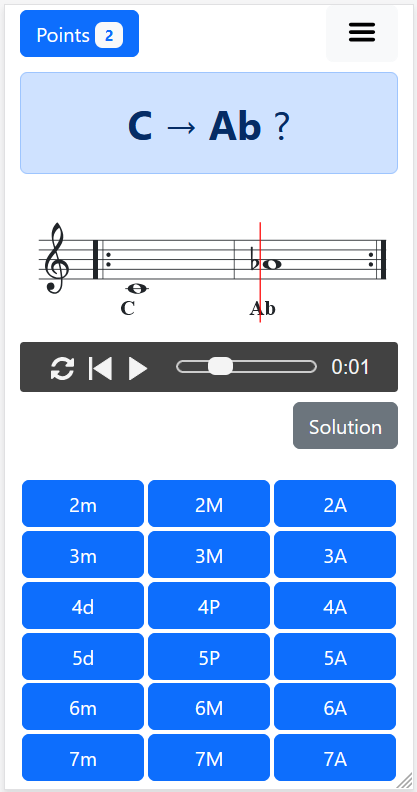 Points 2
C → Ab ?
C Ab
0:01
Solution
2m 2M 2A
3m 3M 3A
4d 4P 4A
5d 5P 5A
6m 6M 6A
7m 7M 7A